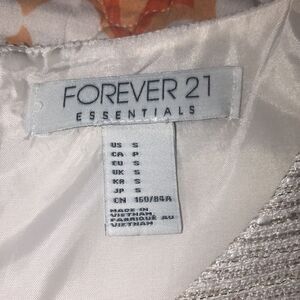 FOREVER 21
ESSENTIALS
US S
CA P
EU S
UK S
KR S
JP S
CN 160/84A
MADE IN
VIETNAM
FABRIQUÉ AU
VIETNAM